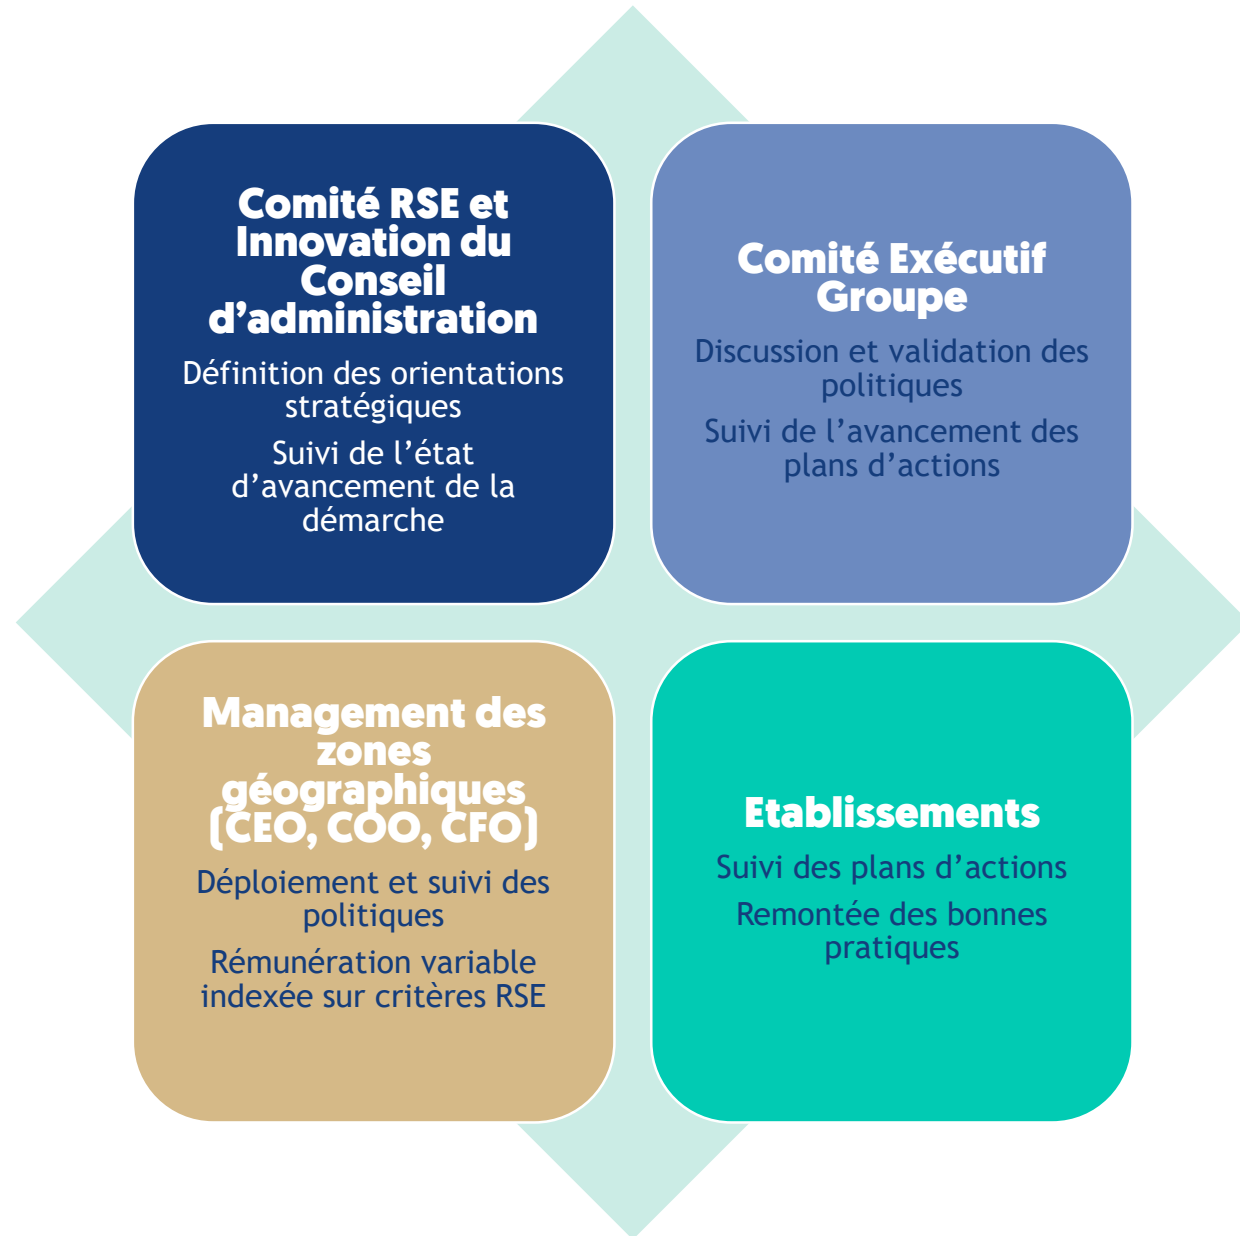 Comité RSE et
Innovation du
Conseil
d’administration
Définition des orientations
stratégiques
Suivi de l’état
d’avancement de la
démarche
Comité Exécutif
Groupe
Discussion et validation des
politiques
Suivi de l’avancement des
plans d’actions
Management des
zones
géographiques
(CEO, COO, CFO)
Déploiement et suivi des
politiques
Rémunération variable
indexée sur critères RSE
Etablissements
Suivi des plans d’actions
Remontée des bonnes
pratiques